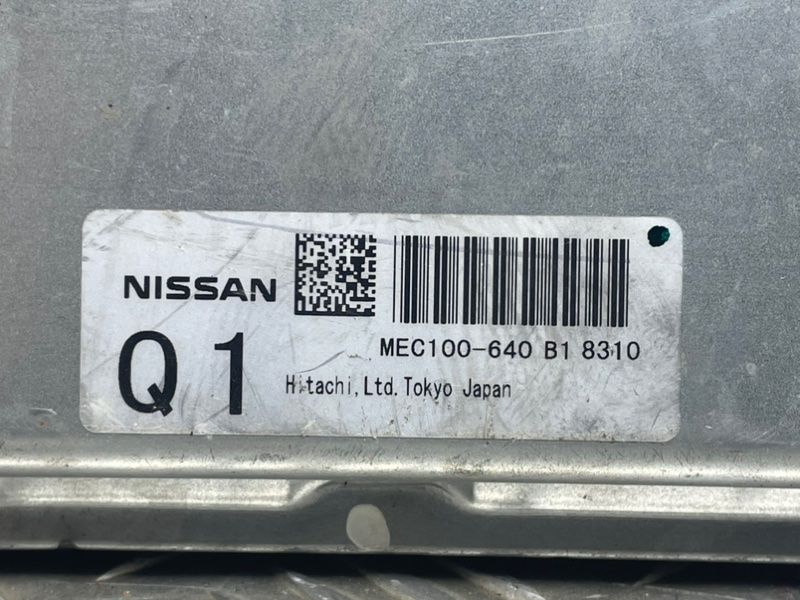 NISSAN
Q1
MEC100-640 B1 8310
Hitachi,Ltd.Tokyo Japan